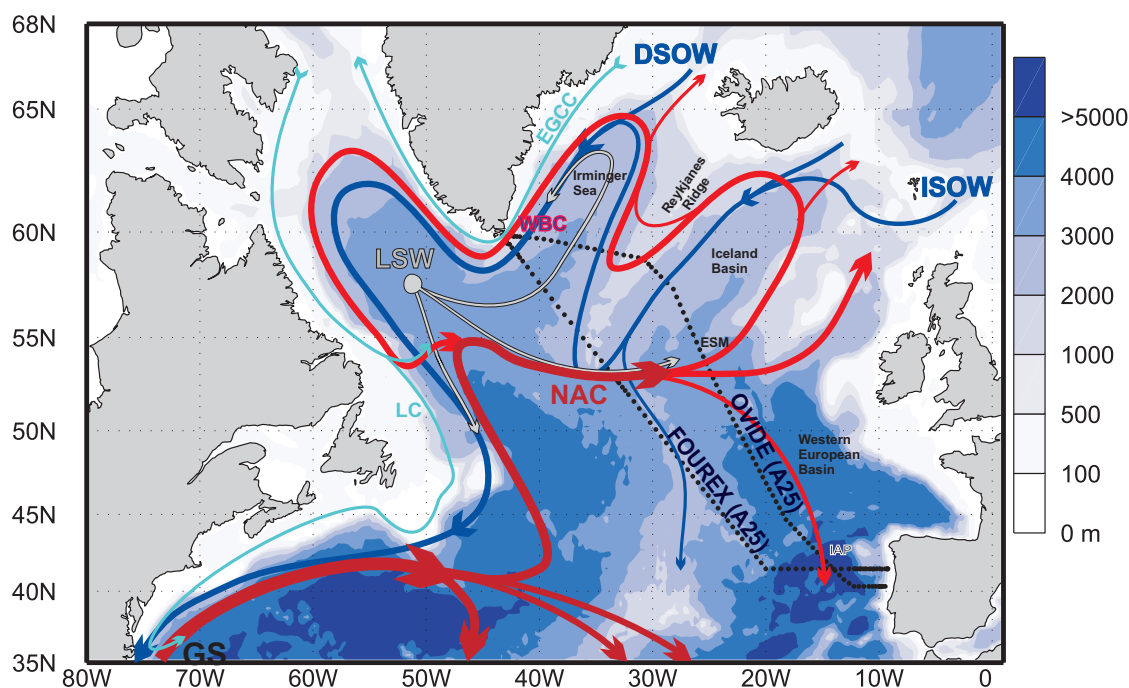 68N
65N
60N
55N
50N
45N
40N
35N
80W
70W
60W
50W
40W
30W
20W
10W
0
DSOW
EGCC
Irminger
Sea
Reykjanes
Ridge
ISOW
WBC
LSW
Iceland
Basin
ESM
NAC
LC
OVIDE (A25)
FOUREX (A25)
Western
European
Basin
IAP
GS
>5000
4000
3000
2000
1000
500
100
0 m